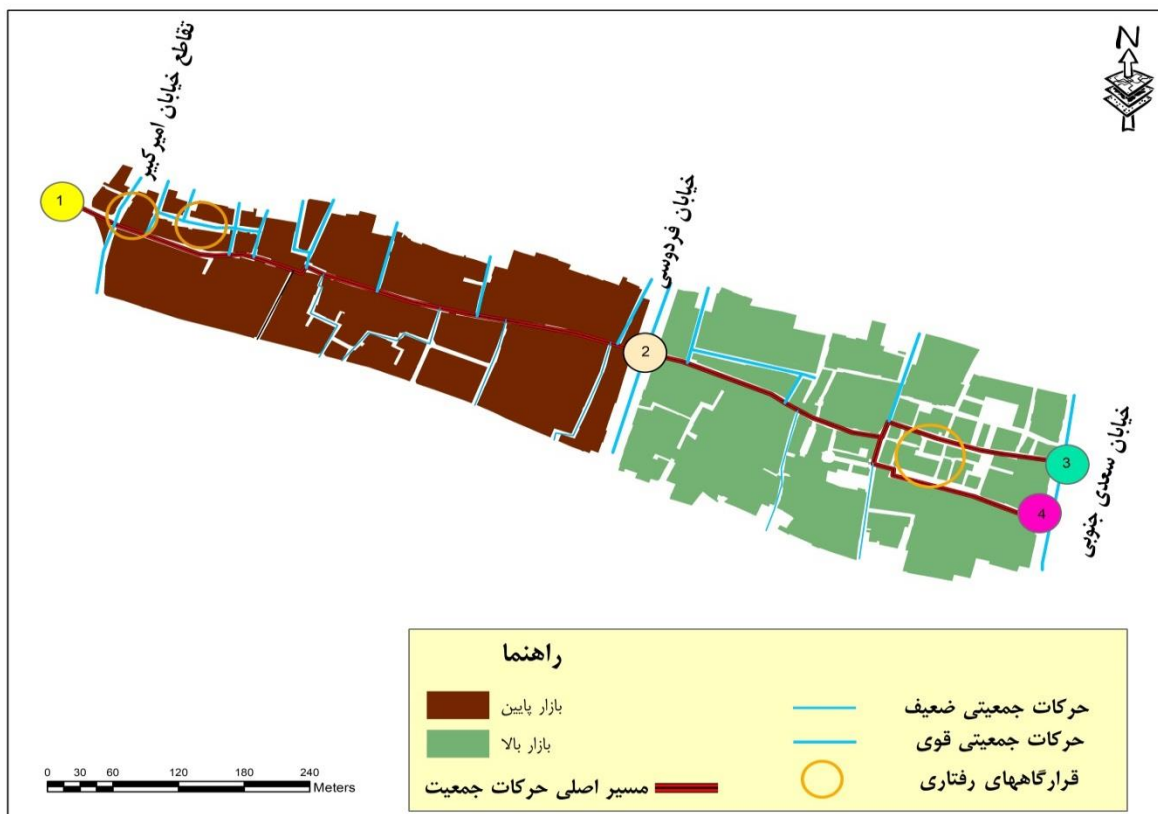 N
تقاطع خیابان امیرکبیر
خیابان فردوسی
خیابان سعدی جنوبی
1
2
3
4
راهنما
بازار پایین
بازار بالا
مسیر اصلی حرکات جمعیت
حرکات جمعیتی ضعیف
حرکات جمعیتی قوی
قرارگاههای رفتاری
0 30 60 120 180 240
Meters